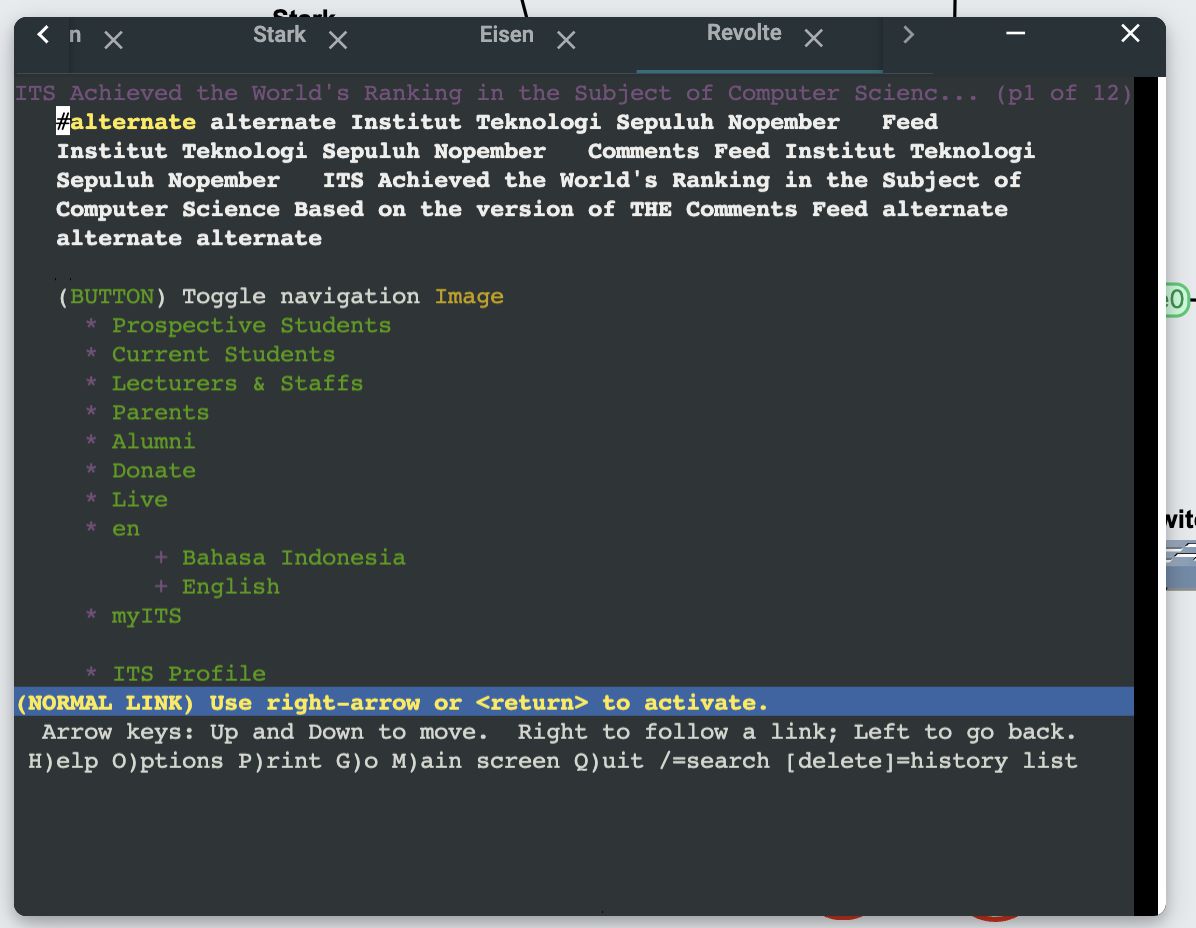 Stark
n Stark Eisen Revolte
ITS Achieved the World's Ranking in the Subject of Computer Scienc... (p1 of 12)
#alternate alternate Institut Teknologi Sepuluh Nopember Feed
Institut Teknologi Sepuluh Nopember Comments Feed Institut Teknologi
Sepuluh Nopember ITS Achieved the World's Ranking in the Subject of
Computer Science Based on the version of THE Comments Feed alternate
alternate alternate
(BUTTON) Toggle navigation Image
* Prospective Students
* Current Students
* Lecturers & Staffs
* Parents
* Alumni
* Donate
* Live
* en
+ Bahasa Indonesia
+ English
* myITS
* ITS Profile
(NORMAL LINK) Use right-arrow or <return> to activate.
Arrow keys: Up and Down to move. Right to follow a link; Left to go back.
H)elp O)ptions P)rint G)o M)ain screen Q)uit /=search [delete]=history list
e0